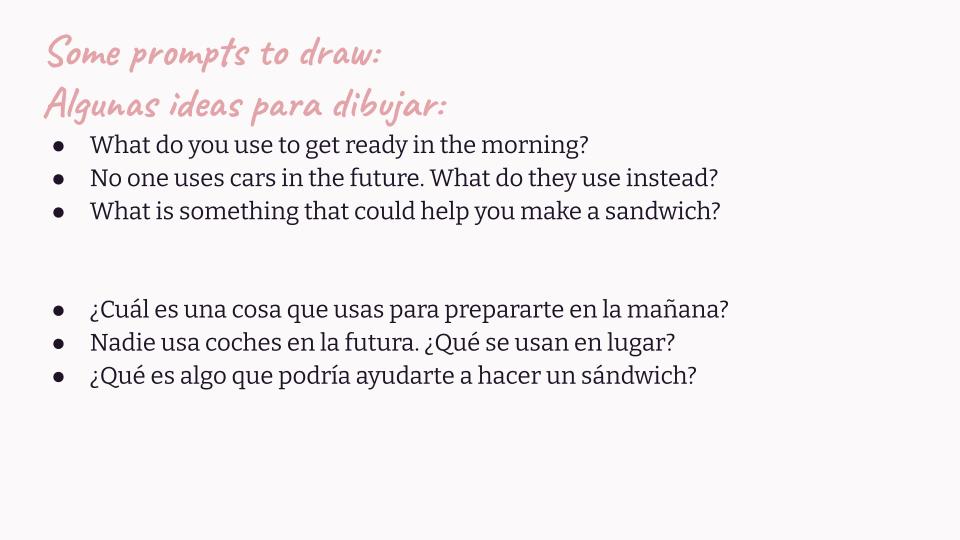 Some prompts to draw:
Algunas ideas para dibujar:
● What do you use to get ready in the morning?
● No one uses cars in the future. What do they use instead?
● What is something that could help you make a sandwich?
● ¿Cuál es una cosa que usas para prepararte en la mañana?
● Nadie usa coches en la futura. ¿Qué se usan en lugar?
● ¿Qué es algo que podría ayudarte a hacer un sándwich?